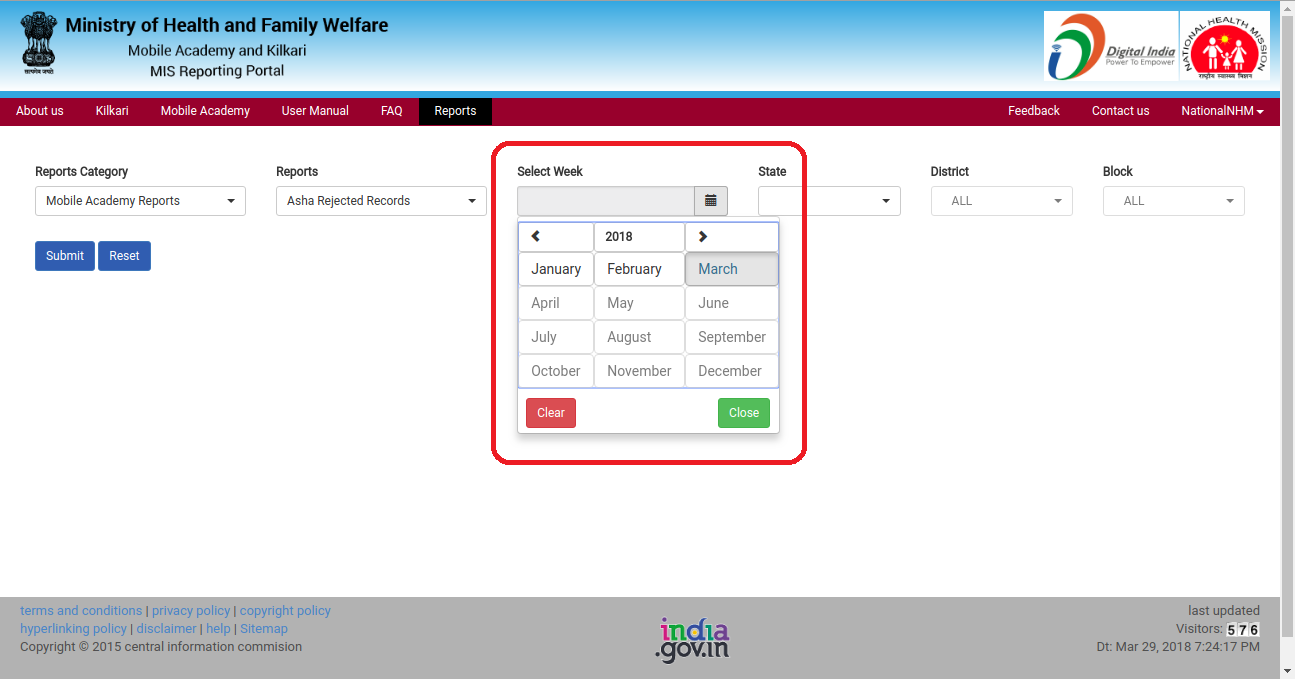 Ministry of Health and Family Welfare
Mobile Academy and Kilkari
MIS Reporting Portal
सत्यमेव जयते
Digital India
Power To Empower
NATIONAL HEALTH MISSION
राष्ट्रीय स्वास्थ्य मिशन
About us Kilkari Mobile Academy User Manual FAQ Reports Feedback Contact us NationalNHM
Reports Category Reports Select Week State District Block
Mobile Academy Reports Asha Rejected Records ALL ALL
Submit Reset
2018
January February March
April May June
July August September
October November December
Clear Close
terms and conditions | privacy policy | copyright policy
hyperlinking policy | disclaimer | help | Sitemap
Copyright © 2015 central information commision
india
.gov.in
last updated
Visitors: 576
Dt: Mar 29, 2018 7:24:17 PM